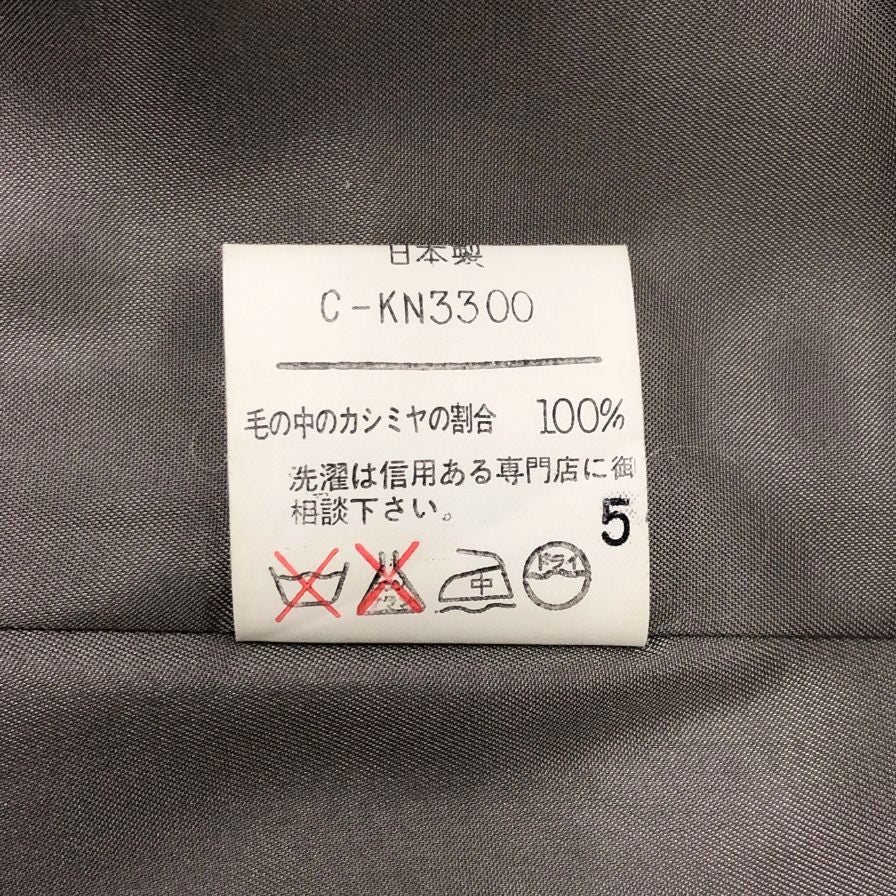 日本製
C-KN3300
毛の中のカシミヤの割合 100%
洗濯は信用ある専門店に御
相談下さい。
5
中 ドライ